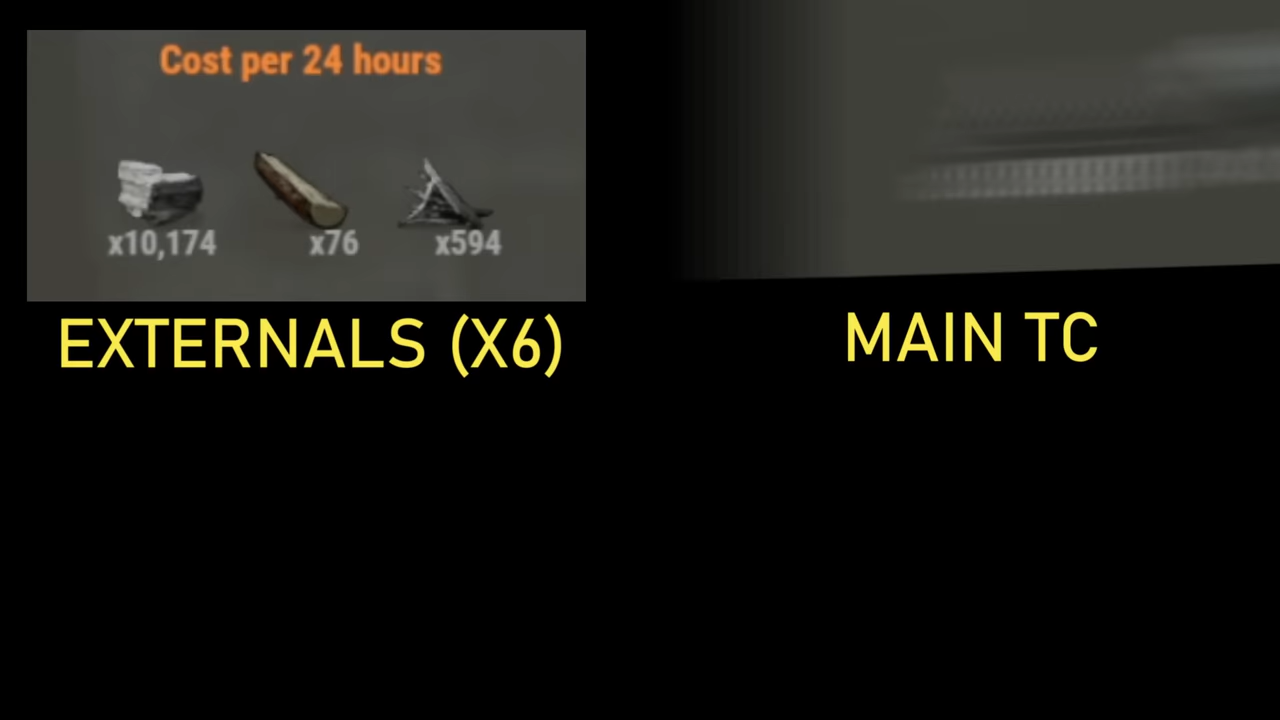 Cost per 24 hours
x10,174 x76 x594
EXTERNALS (X6)
MAIN TC